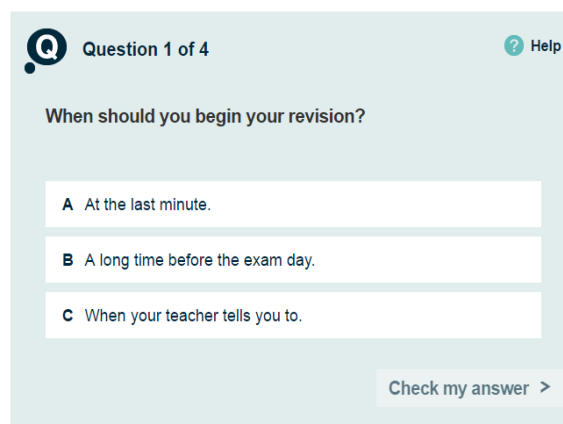 Q Question 1 of 4
? Help
When should you begin your revision?
A At the last minute.
B A long time before the exam day.
C When your teacher tells you to.
Check my answer >